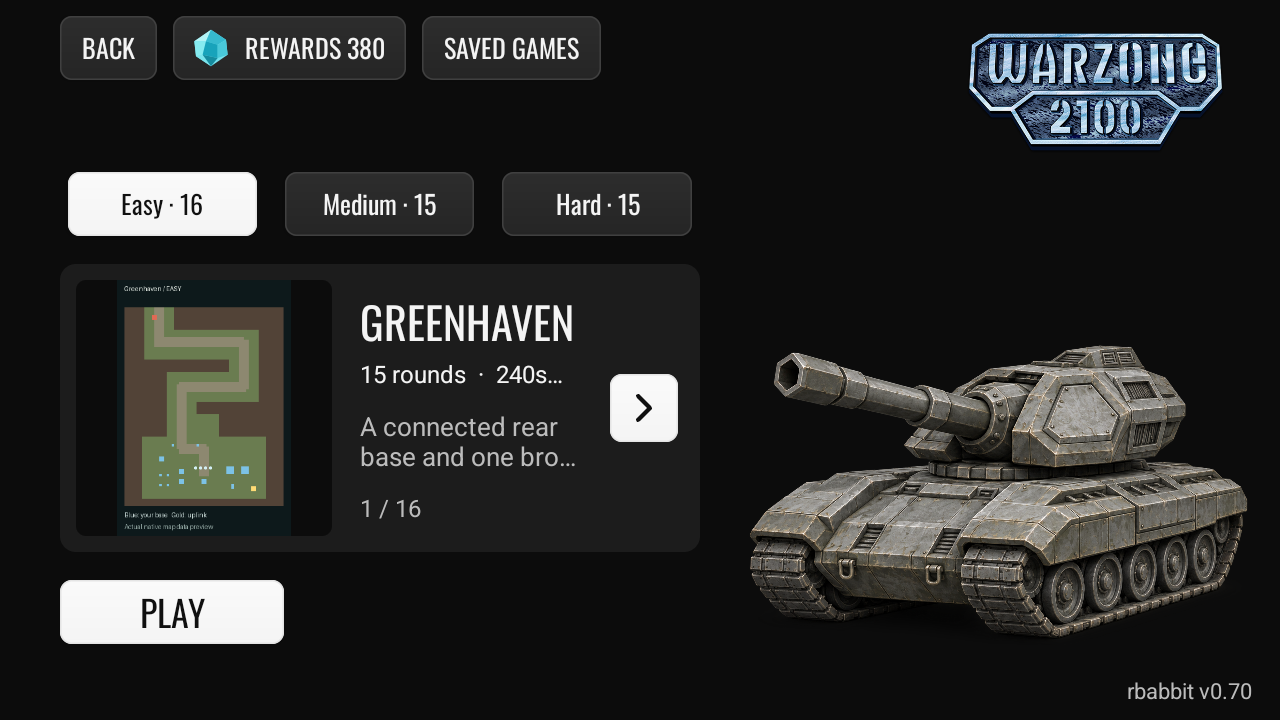 BACK
REWARDS 380
SAVED GAMES
WARZONE
2100
Easy · 16
Medium · 15
Hard · 15
Greenhaven / EASY
Blue: your base Gold: uplink
Actual native map data preview
GREENHAVEN
15 rounds · 240s...
A connected rear
base and one bro...
1 / 16
PLAY
rbabbit v0.70